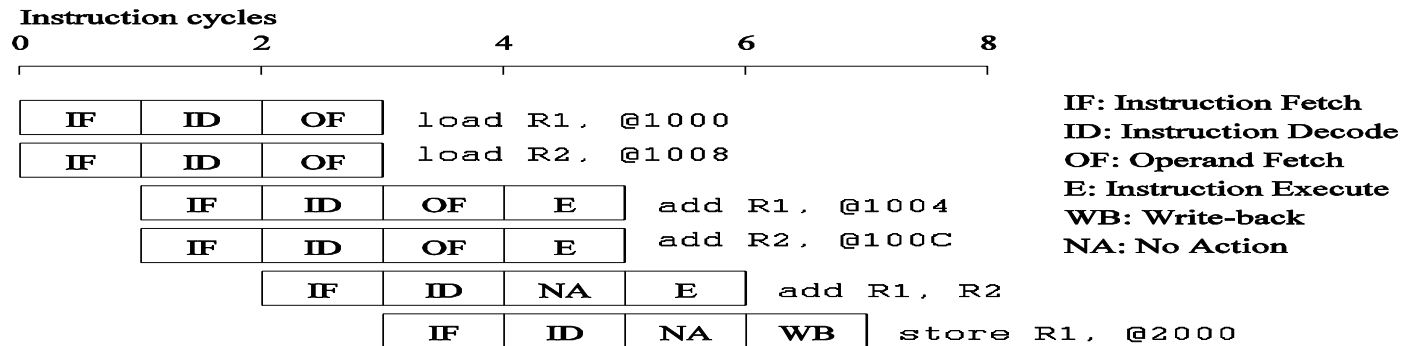 Instruction cycles
0 2 4 6 8
IF ID OF load R1, @1000
IF ID OF load R2, @1008
IF ID OF E add R1, @1004
IF ID OF E add R2, @100C
IF ID NA E add R1, R2
IF ID NA WB store R1, @2000
IF: Instruction Fetch
ID: Instruction Decode
OF: Operand Fetch
E: Instruction Execute
WB: Write-back
NA: No Action